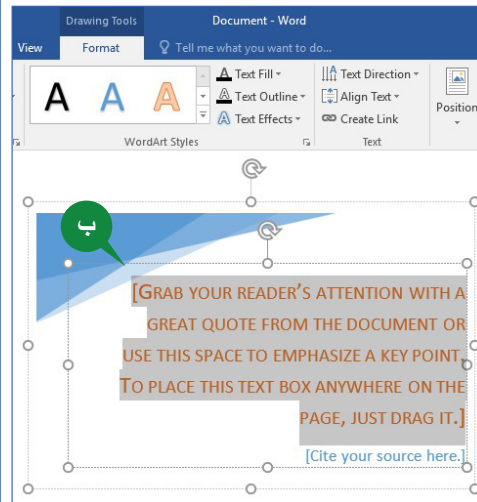 Drawing Tools Document - Word
View Format Tell me what you want to do...
A A A
A Text Fill
A Text Outline
A Text Effects
WordArt Styles
Text Direction
Align Text
Create Link
Text
Position
ب
[GRAB YOUR READER'S ATTENTION WITH A
GREAT QUOTE FROM THE DOCUMENT OR
USE THIS SPACE TO EMPHASIZE A KEY POINT.
TO PLACE THIS TEXT BOX ANYWHERE ON THE
PAGE, JUST DRAG IT.]
[Cite your source here.]